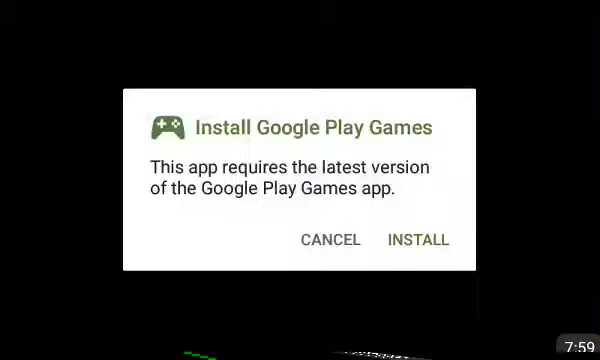 Install Google Play Games
This app requires the latest version
of the Google Play Games app.
CANCEL INSTALL
7:59